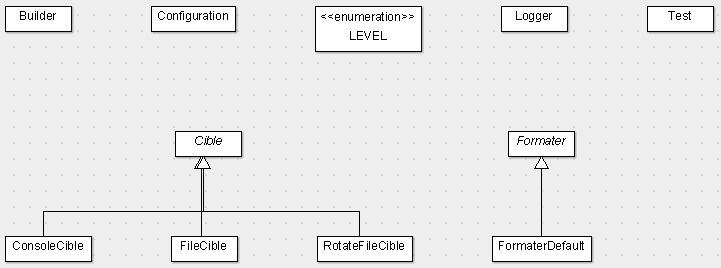 Builder
Configuration
<<enumeration>>
LEVEL
Logger
Test
Cible
Formater
ConsoleCible
FileCible
RotateFileCible
FormaterDefault